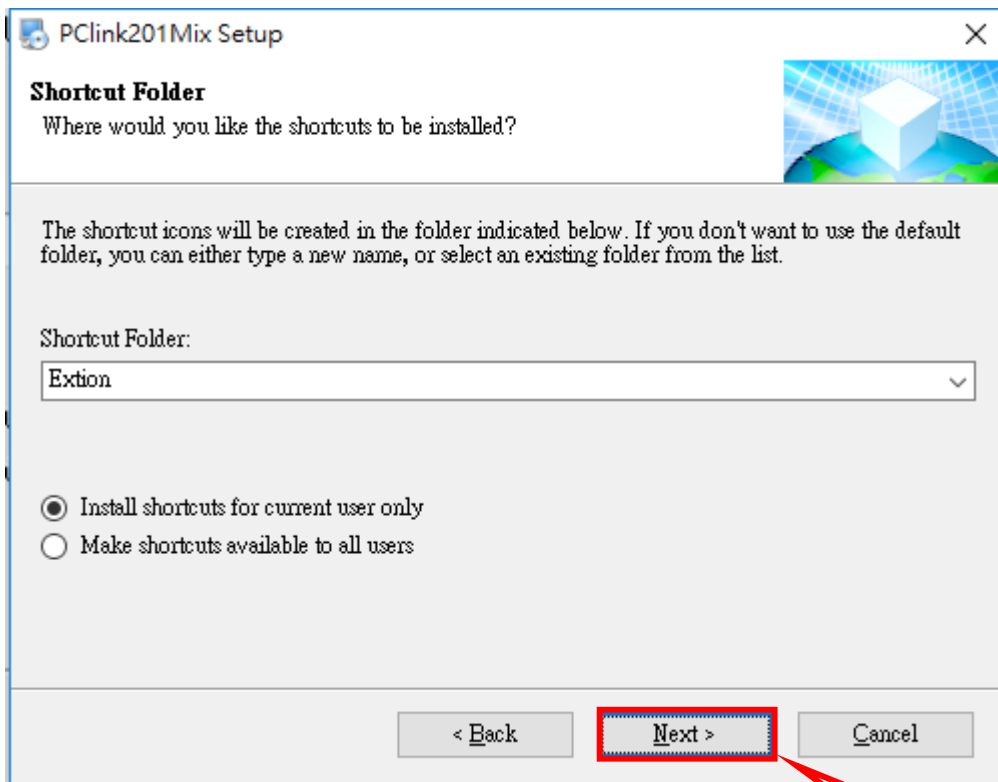 PClink201Mix Setup
Shortcut Folder
Where would you like the shortcuts to be installed?
The shortcut icons will be created in the folder indicated below. If you don't want to use the default
folder, you can either type a new name, or select an existing folder from the list.
Shortcut Folder:
Extion
Install shortcuts for current user only
Make shortcuts available to all users
< Back
Next >
Cancel